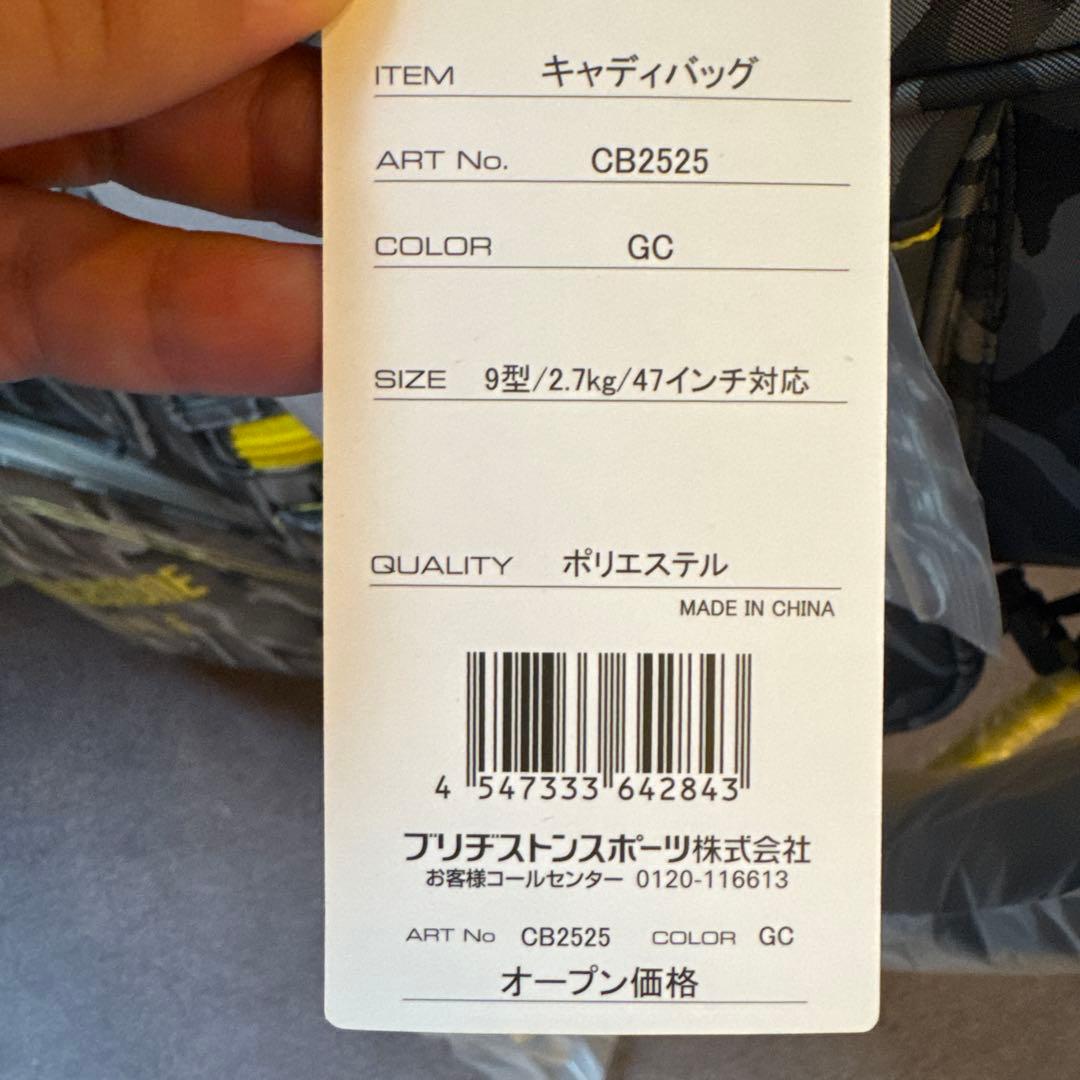 ITEM キャディバッグ
ART No. CB2525
COLOR GC
SIZE 9型/2.7kg/47インチ対応
QUALITY ポリエステル
MADE IN CHINA
4 547333 642843
ブリヂストンスポーツ株式会社
お客様コールセンター 0120-116613
ART No CB2525 COLOR GC
オープン価格